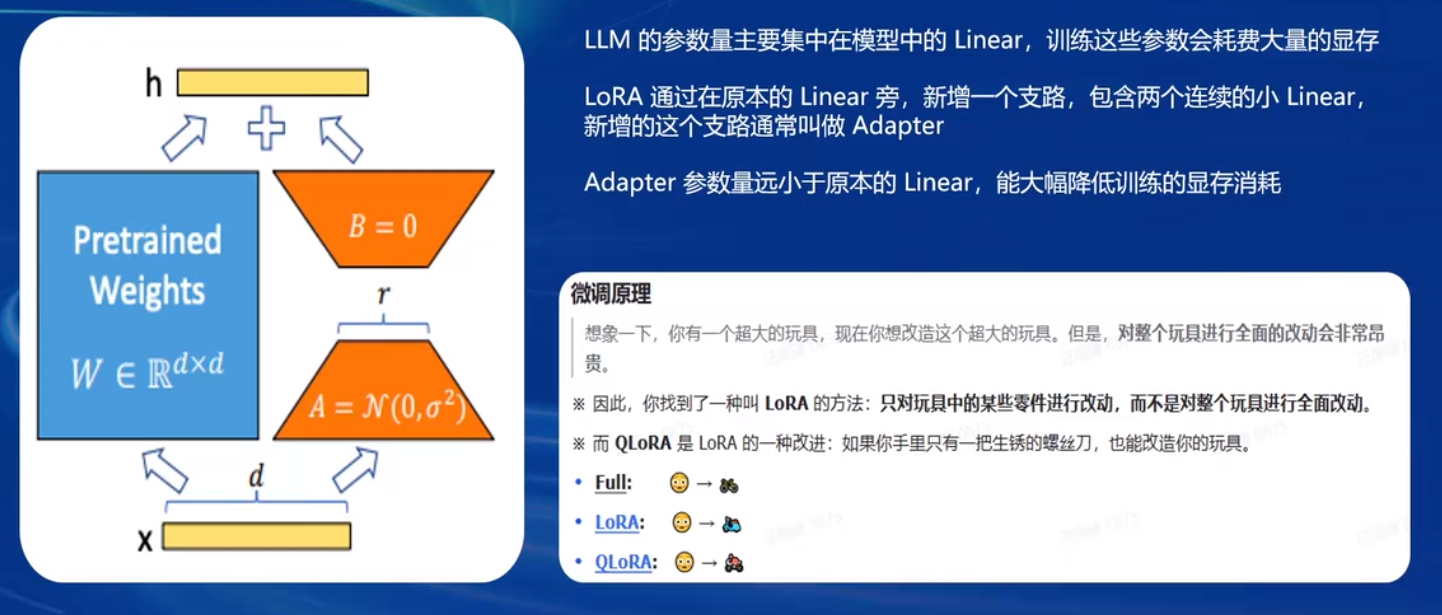 h
Pretrained
Weights
W ∈ ℝ^{d×d}
B = 0
r
A = 𝒩(0,σ²)
d
x
LLM 的参数量主要集中在模型中的 Linear，训练这些参数会耗费大量的显存
LoRA 通过在原本的 Linear 旁，新增一个支路，包含两个连续的小 Linear，
新增的这个支路通常叫做 Adapter
Adapter 参数量远小于原本的 Linear，能大幅降低训练的显存消耗
微调原理
想象一下，你有一个超大的玩具，现在你想改造这个超大的玩具。但是，对整个玩具进行全面的改动会非常昂
贵。
※ 因此，你找到了一种叫 LoRA 的方法：只对玩具中的某些零件进行改动，而不是对整个玩具进行全面改动。
※ 而 QLoRA 是 LoRA 的一种改进：如果你手里只有一把生锈的螺丝刀，也能改造你的玩具。
• Full: 😳 → 🏍
• LoRA: 😳 → 🛵
• QLoRA: 😳 → 🏍